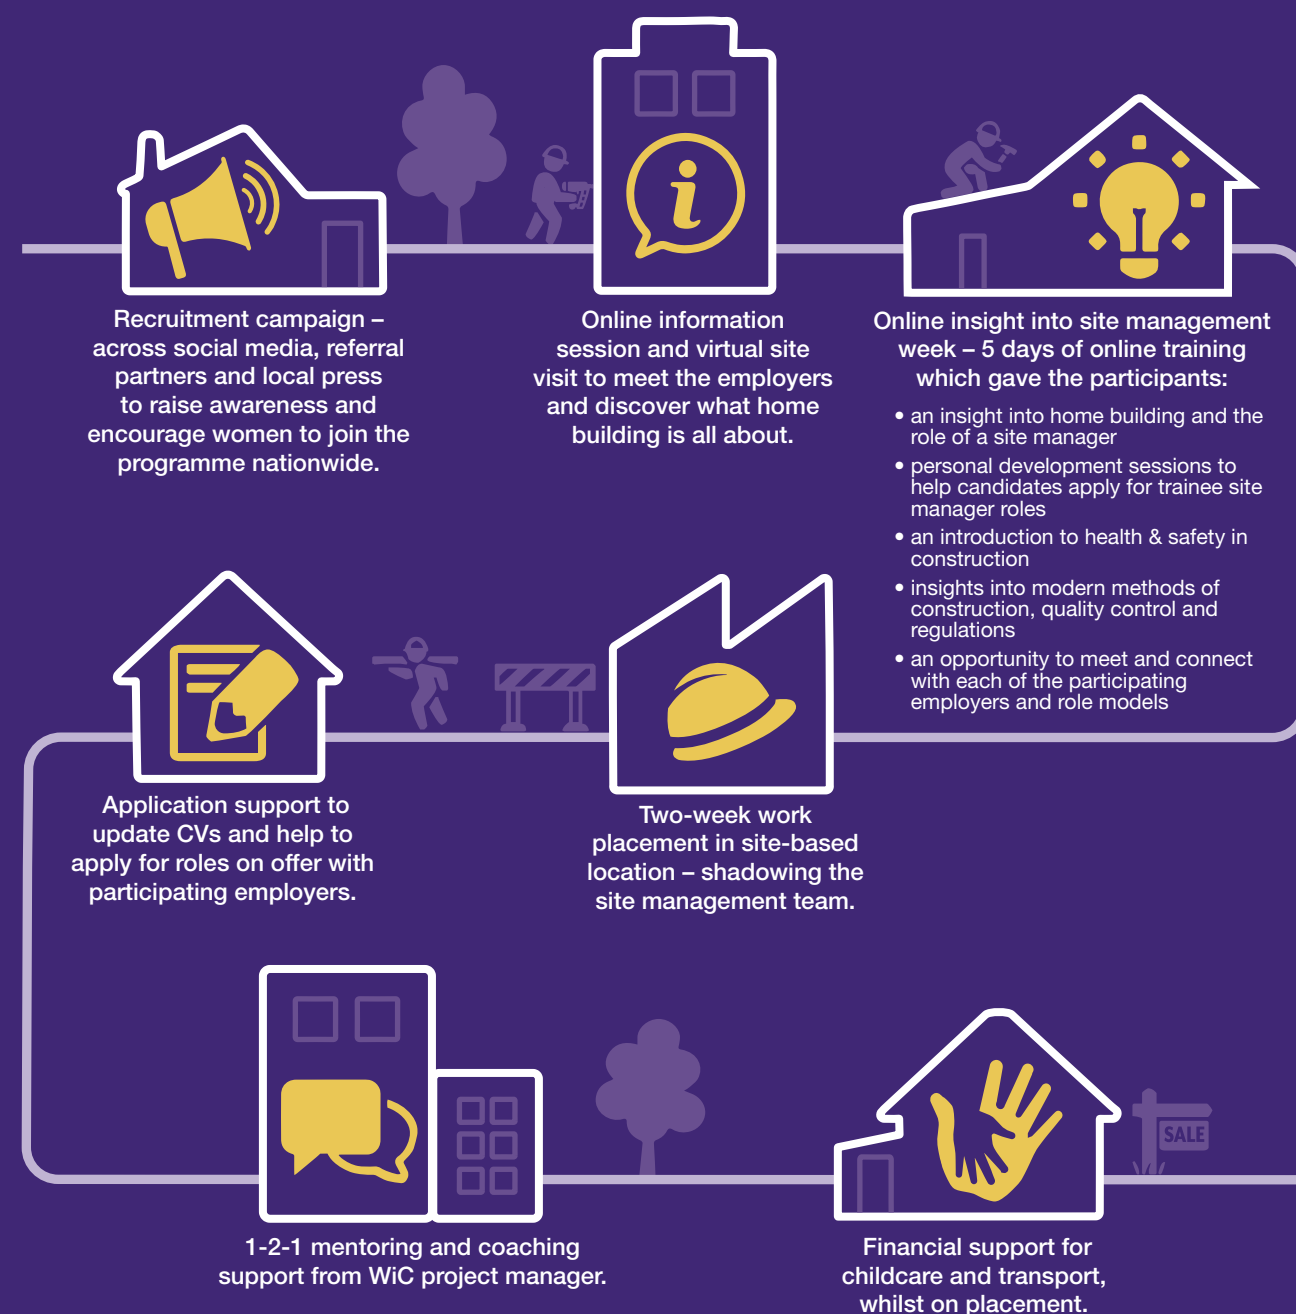 Recruitment campaign –
across social media, referral
partners and local press
to raise awareness and
encourage women to join the
programme nationwide.
Online information
session and virtual site
visit to meet the employers
and discover what home
building is all about.
Online insight into site management
week – 5 days of online training
which gave the participants:
• an insight into home building and the
role of a site manager
• personal development sessions to
help candidates apply for trainee site
manager roles
• an introduction to health & safety in
construction
• insights into modern methods of
construction, quality control and
regulations
• an opportunity to meet and connect
with each of the participating
employers and role models
Two-week work
placement in site-based
location – shadowing the
site management team.
Application support to
update CVs and help to
apply for roles on offer with
participating employers.
1-2-1 mentoring and coaching
support from WiC project manager.
Financial support for
childcare and transport,
whilst on placement.
SALE